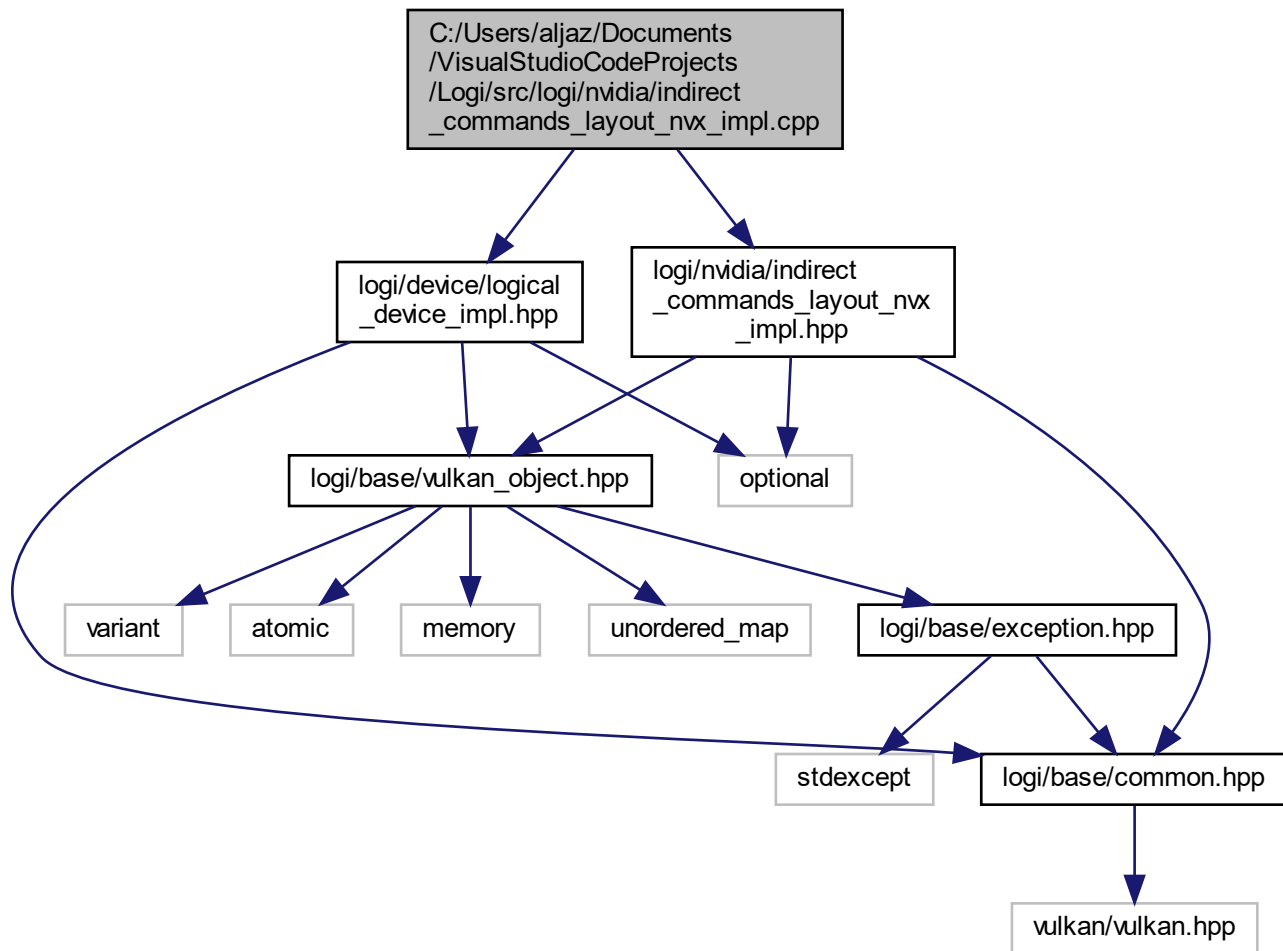 C:/Users/aljaz/Documents
/VisualStudioCodeProjects
/Logi/src/logi/nvidia/indirect
_commands_layout_nvx_impl.cpp
logi/device/logical
_device_impl.hpp
logi/nvidia/indirect
_commands_layout_nvx
_impl.hpp
logi/base/vulkan_object.hpp
optional
variant
atomic
memory
unordered_map
logi/base/exception.hpp
stdexcept
logi/base/common.hpp
vulkan/vulkan.hpp